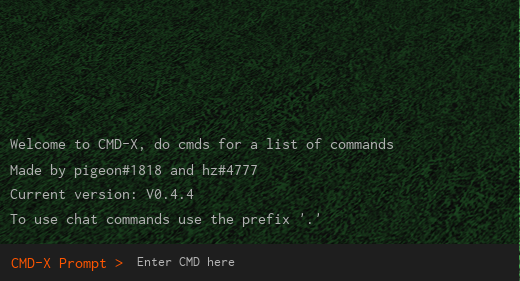 Welcome to CMD-X, do cmds for a list of commands
Made by pigeon#1818 and hz#4777
Current version: V0.4.4
To use chat commands use the prefix '.'
CMD-X Prompt > Enter CMD here